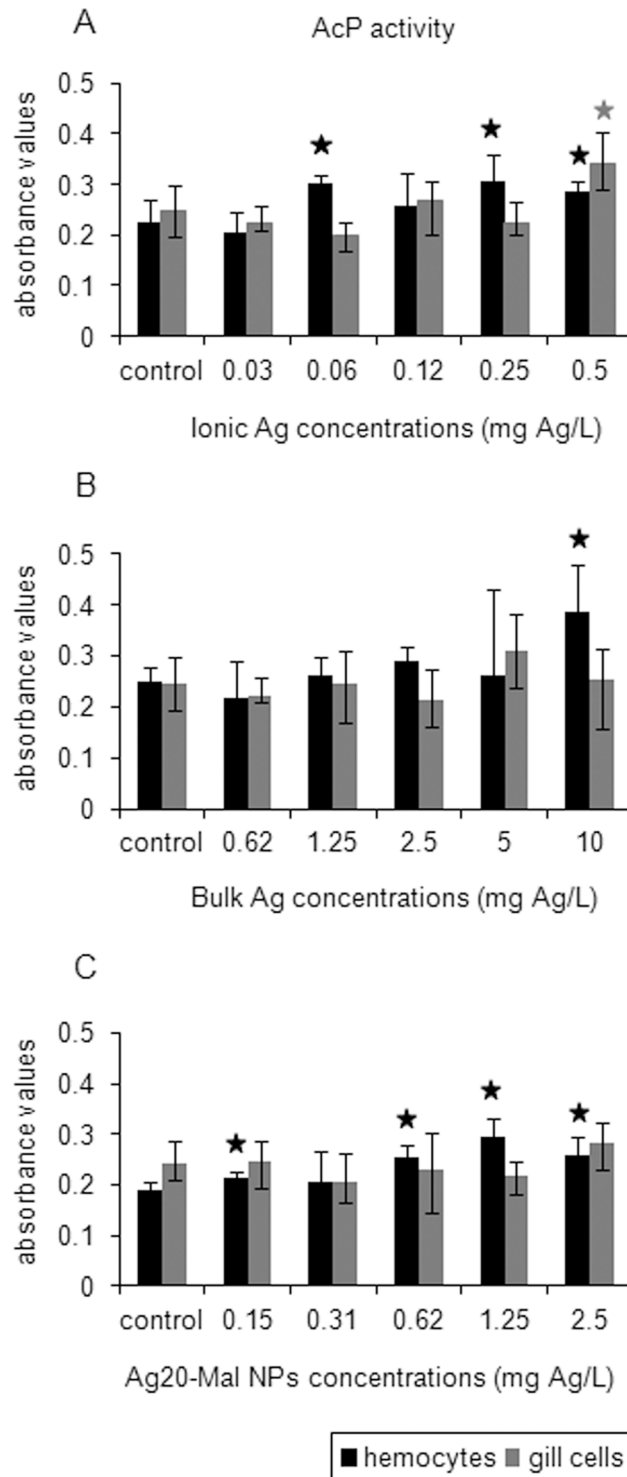 A
AcP activity
absorbance values
0.5
0.4
0.3
0.2
0.1
0
control 0.03 0.06 0.12 0.25 0.5
Ionic Ag concentrations (mg Ag/L)
B
absorbance values
0.5
0.4
0.3
0.2
0.1
0
control 0.62 1.25 2.5 5 10
Bulk Ag concentrations (mg Ag/L)
C
absorbance values
0.5
0.4
0.3
0.2
0.1
0
control 0.15 0.31 0.62 1.25 2.5
Ag20-Mal NPs concentrations (mg Ag/L)
hemocytes gill cells